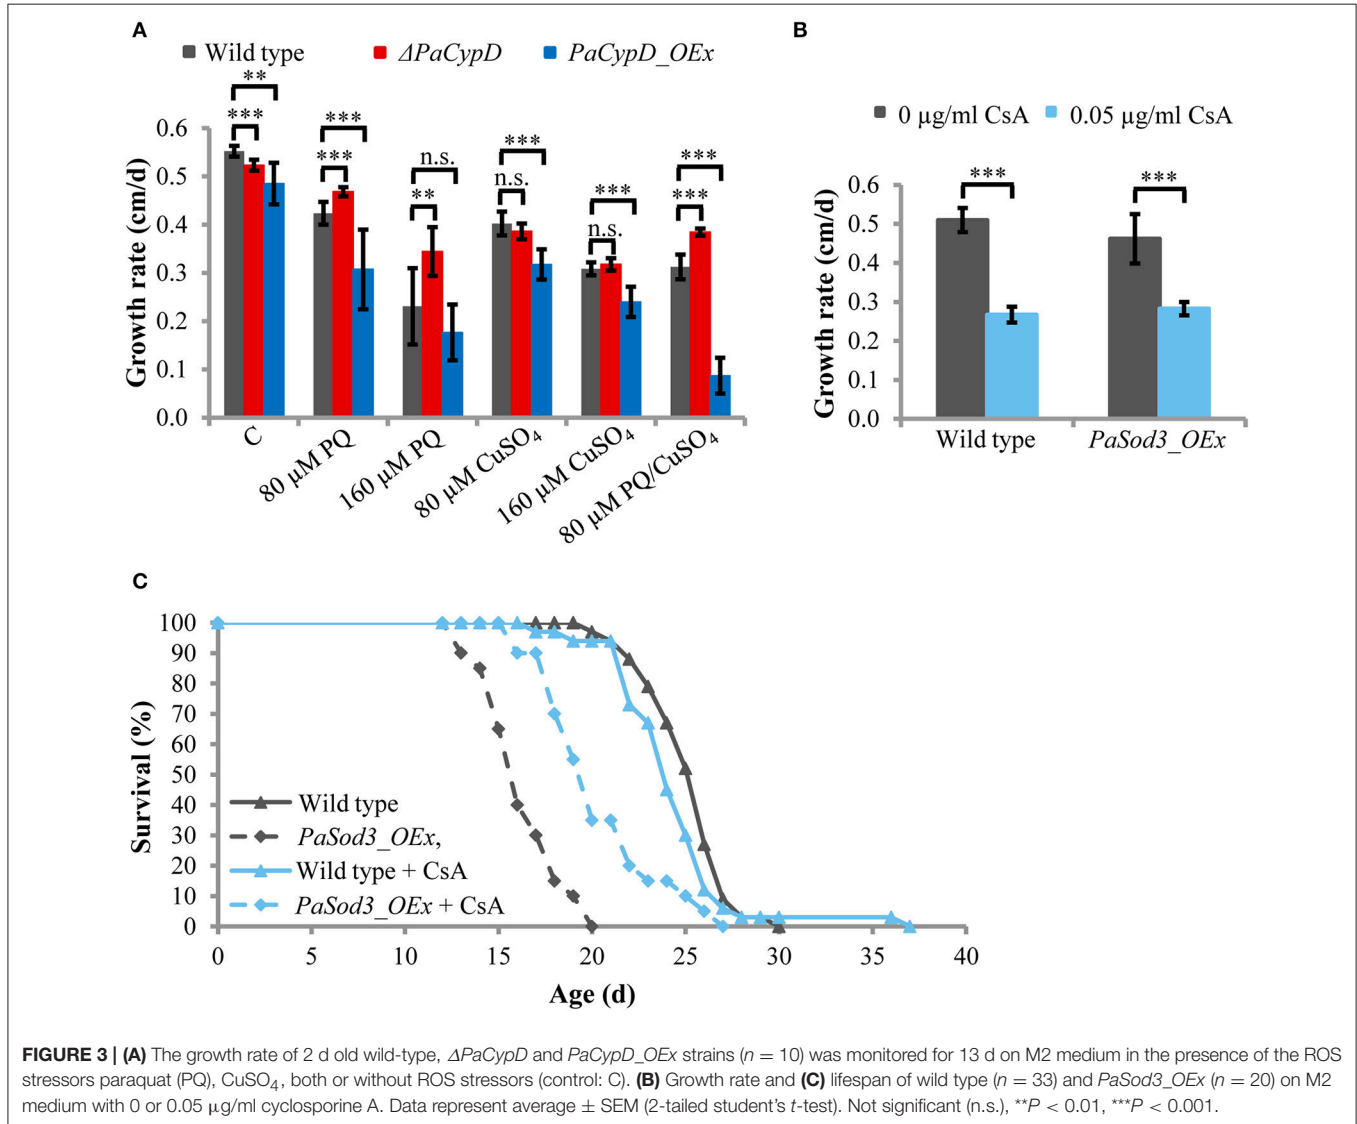 A
Wild type
ΔPaCypD
PaCypD_OEx
Growth rate (cm/d)
0.6
0.5
0.4
0.3
0.2
0.1
0.0
**
***
***
***
n.s.
**
***
n.s.
***
n.s.
***
***
C
80 µM PQ
160 µM PQ
80 µM CuSO₄
160 µM CuSO₄
80 µM PQ/CuSO₄
B
0 µg/ml CsA
0.05 µg/ml CsA
Growth rate (cm/d)
0.6
0.5
0.4
0.3
0.2
0.1
0.0
***
***
Wild type
PaSod3_OEx
C
Survival (%)
100
90
80
70
60
50
40
30
20
10
0
Wild type
PaSod3_OEx,
Wild type + CsA
PaSod3_OEx + CsA
0
5
10
15
20
25
30
35
40
Age (d)
FIGURE 3 | (A) The growth rate of 2 d old wild-type, ΔPaCypD and PaCypD_OEx strains (n = 10) was monitored for 13 d on M2 medium in the presence of the ROS
stressors paraquat (PQ), CuSO₄, both or without ROS stressors (control: C). (B) Growth rate and (C) lifespan of wild type (n = 33) and PaSod3_OEx (n = 20) on M2
medium with 0 or 0.05 µg/ml cyclosporine A. Data represent average ± SEM (2-tailed student's t-test). Not significant (n.s.), **P < 0.01, ***P < 0.001.